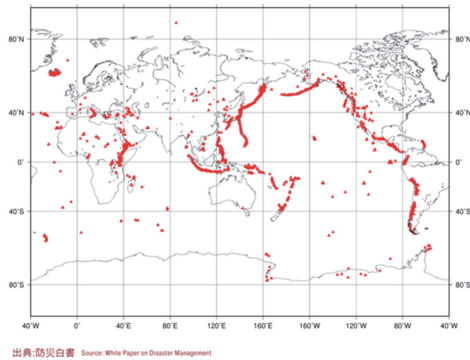 80˚N 80˚N
40˚N 40˚N
0˚ 0˚
40˚S 40˚S
80˚S 80˚S
40˚W 0˚ 40˚E 80˚E 120˚E 160˚E 160˚W 120˚W 80˚W 40˚W
出典:防災白書 Source: White Paper on Disaster Management